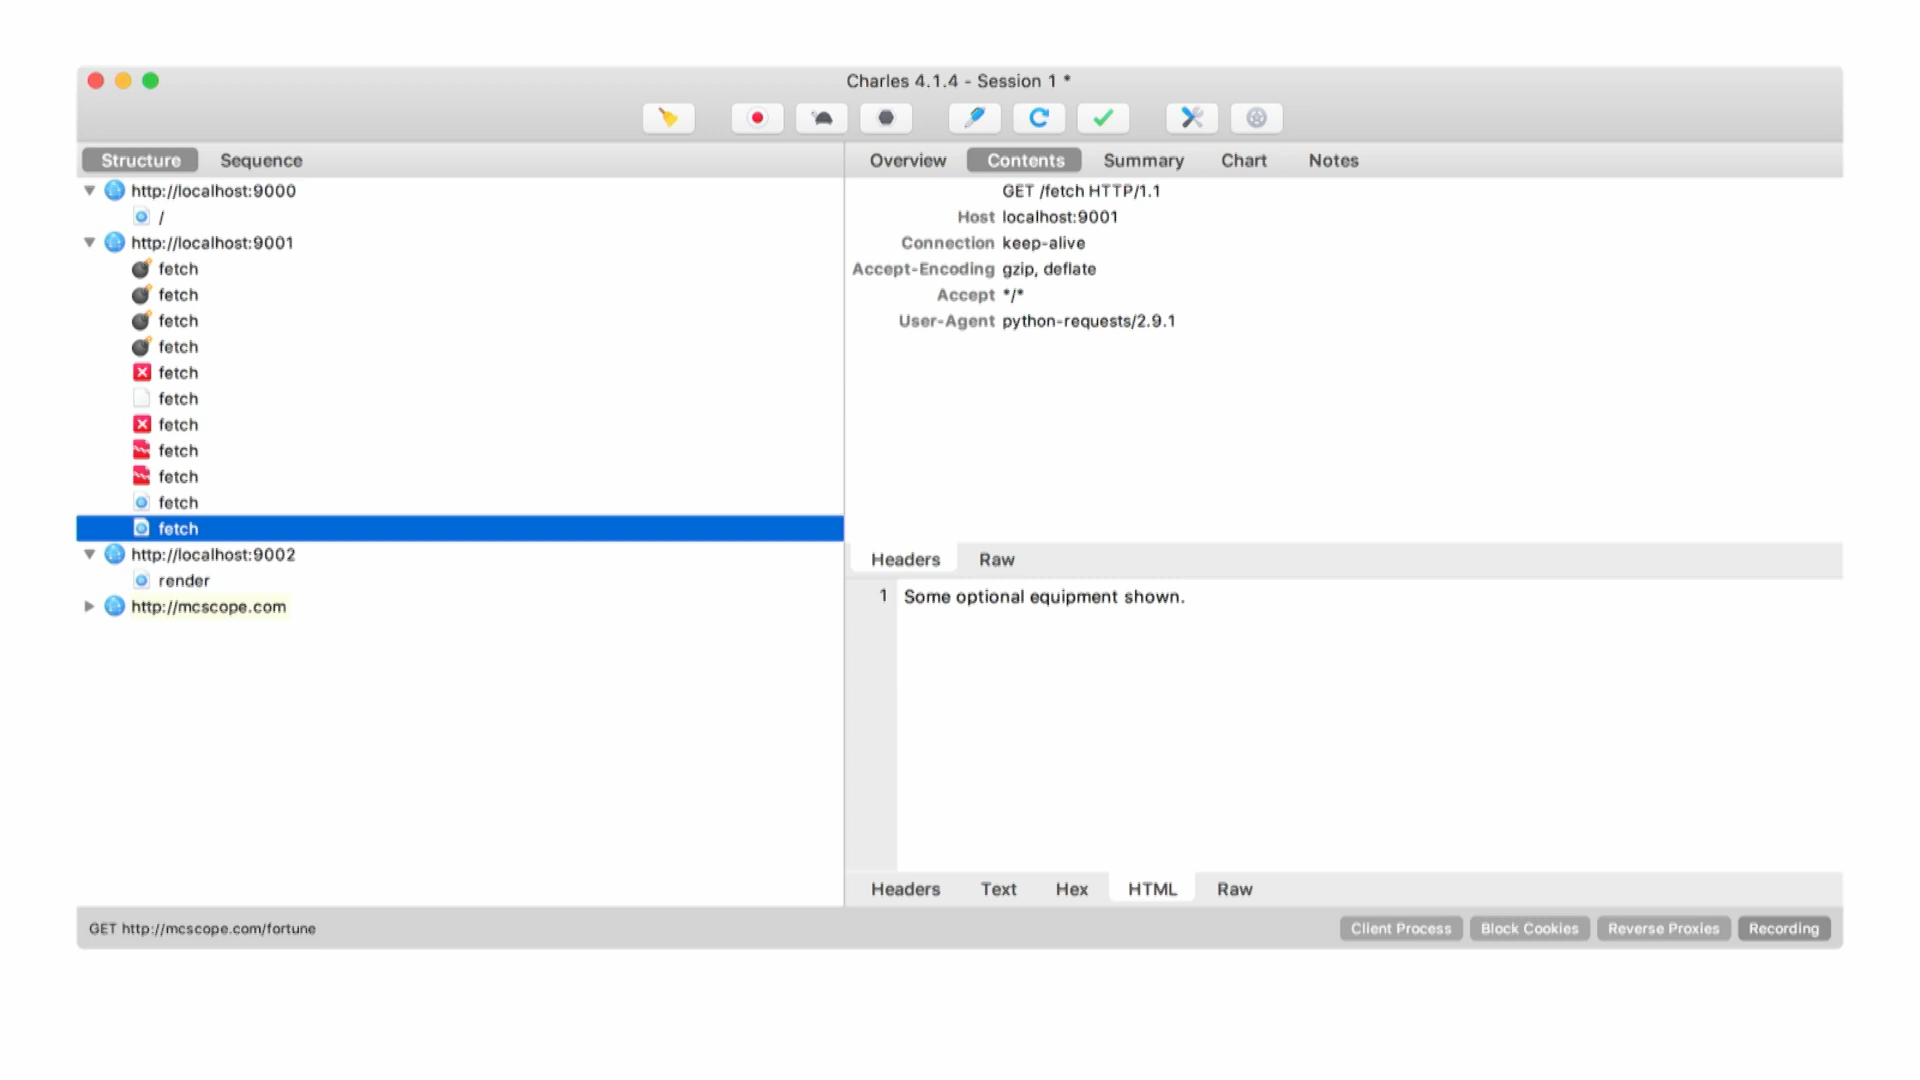 Charles 4.1.4 - Session 1 *
Structure Sequence
http://localhost:9000
/
http://localhost:9001
fetch
fetch
fetch
fetch
fetch
fetch
fetch
fetch
fetch
fetch
fetch
http://localhost:9002
render
http://mcscope.com
Overview Contents Summary Chart Notes
GET /fetch HTTP/1.1
Host localhost:9001
Connection keep-alive
Accept-Encoding gzip, deflate
Accept */*
User-Agent python-requests/2.9.1
Headers Raw
1 Some optional equipment shown.
Headers Text Hex HTML Raw
GET http://mcscope.com/fortune
Client Process Block Cookies Reverse Proxies Recording